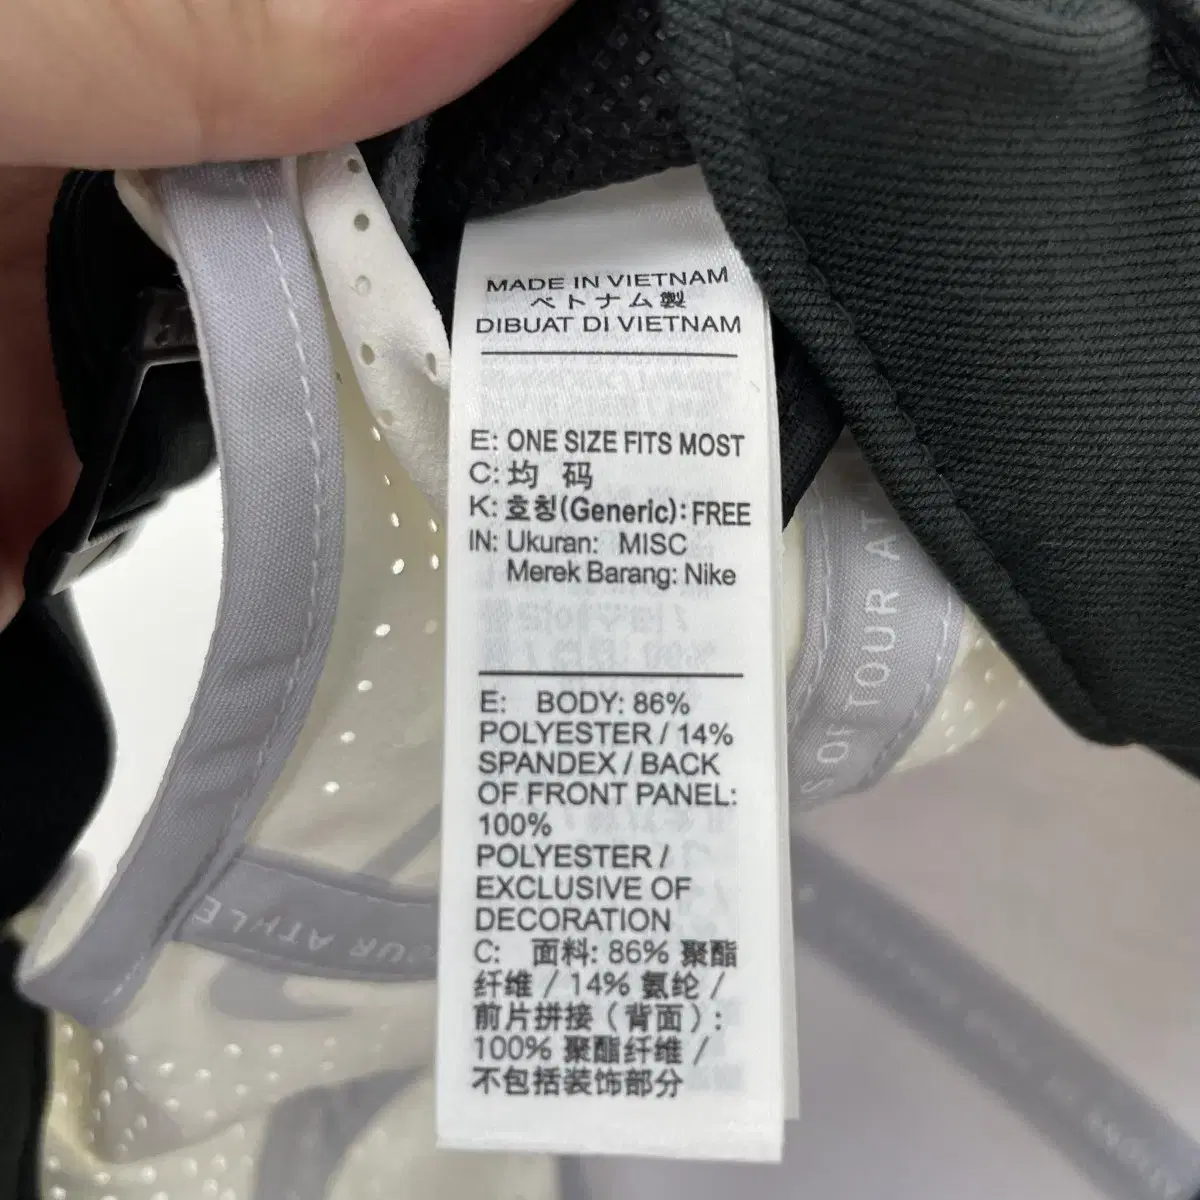 MADE IN VIETNAM
ベトナム製
DIBUAT DI VIETNAM
E: ONE SIZE FITS MOST
C: 均 码
K: 호칭(Generic): FREE
IN: Ukuran: MISC
Merek Barang: Nike
E: BODY: 86%
POLYESTER / 14%
SPANDEX / BACK
OF FRONT PANEL:
100%
POLYESTER /
EXCLUSIVE OF
DECORATION
C: 面料: 86% 聚酯
纤维 / 14% 氨纶 /
前片拼接（背面）:
100% 聚酯纤维 /
不包括装饰部分
OF TOUR AT
OUR ATHLE